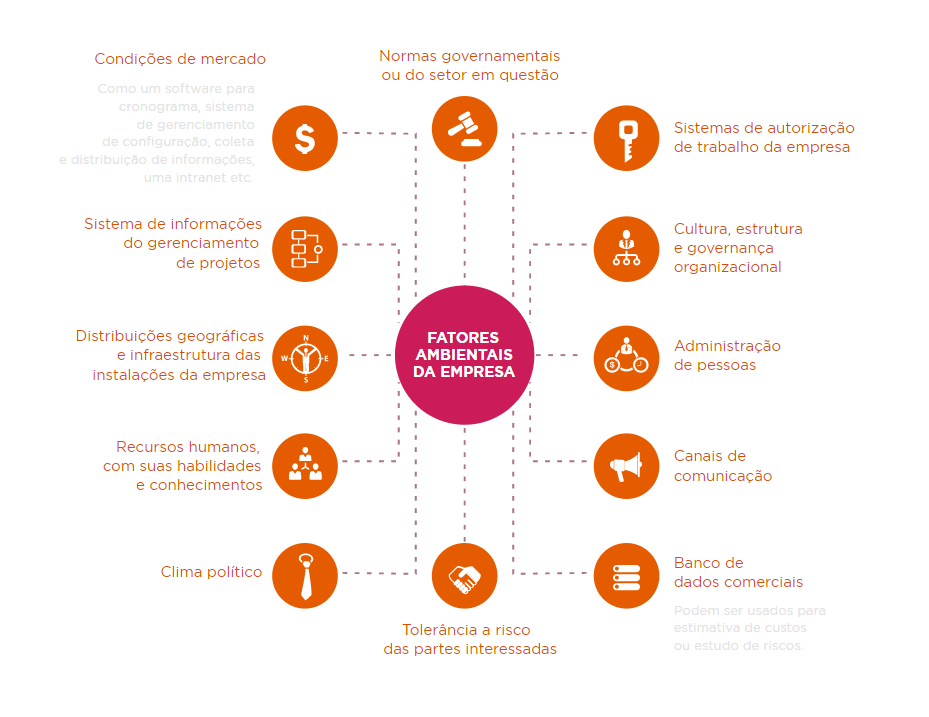 Condições de mercado
Como um software para
cronograma, sistema
de gerenciamento
de configuração, coleta
e distribuição de informações,
uma intranet etc.
Normas governamentais
ou do setor em questão
Sistemas de autorização
de trabalho da empresa
Sistema de informações
do gerenciamento
de projetos
Cultura, estrutura
e governança
organizacional
Distribuições geográficas
e infraestrutura das
instalações da empresa
N
W
E
S
FATORES
AMBIENTAIS
DA EMPRESA
Administração
de pessoas
Recursos humanos,
com suas habilidades
e conhecimentos
Canais de
comunicação
Clima político
Tolerância a risco
das partes interessadas
Banco de
dados comerciais
Podem ser usados para
estimativa de custos
ou estudo de riscos.